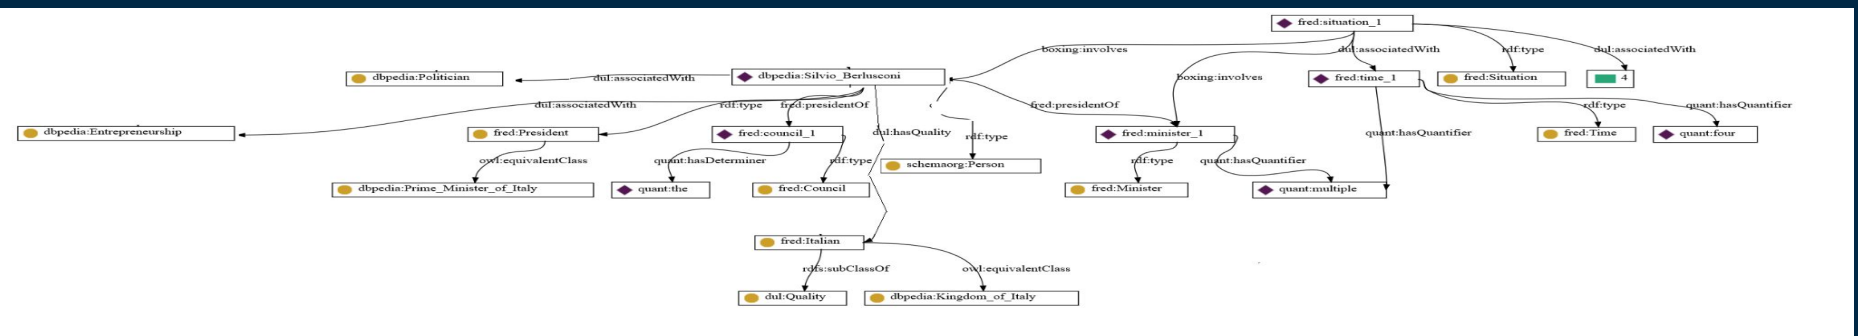 fred:situation_1
boxing:involves
dul:associatedWith
rdf:type
dul:associatedWith
dbpedia:Politician
dul:associatedWith
dbpedia:Silvio_Berlusconi
boxing:involves
fred:time_1
fred:Situation
4
dul:associatedWith
rdf:type
fred:presidentOf
fred:presidentOf
rdf:type
quant:hasQuantifier
dbpedia:Entrepreneurship
fred:President
fred:council_1
dul:hasQuality
rdf:type
fred:minister_1
quant:hasQuantifier
fred:Time
quant:four
owl:equivalentClass
quant:hasDeterminer
rdf:type
schemaorg:Person
rdf:type
quant:hasQuantifier
dbpedia:Prime_Minister_of_Italy
quant:the
fred:Council
fred:Minister
quant:multiple
fred:Italian
rdfs:subClassOf
owl:equivalentClass
dul:Quality
dbpedia:Kingdom_of_Italy